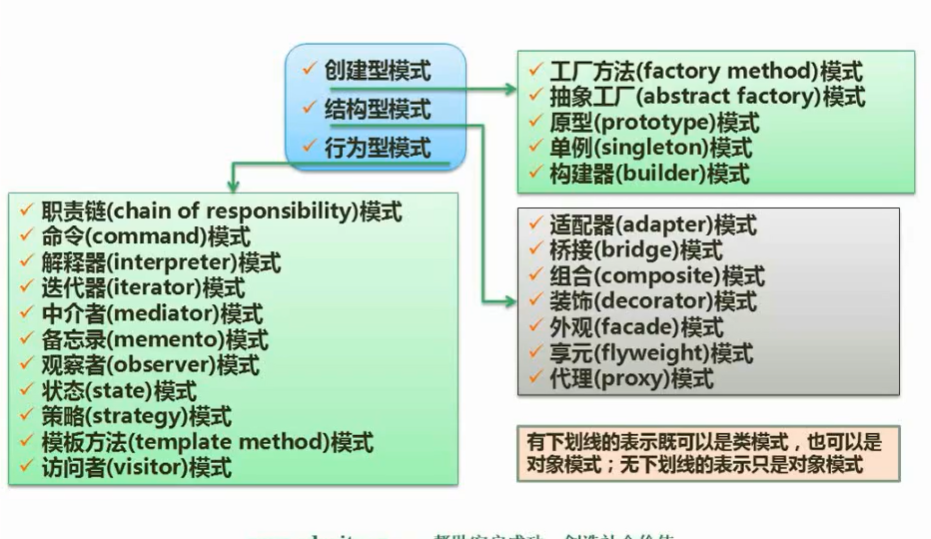 创建型模式
结构型模式
行为型模式
工厂方法(factory method)模式
抽象工厂(abstract factory)模式
原型(prototype)模式
单例(singleton)模式
构建器(builder)模式
职责链(chain of responsibility)模式
命令(command)模式
解释器(interpreter)模式
迭代器(iterator)模式
中介者(mediator)模式
备忘录(memento)模式
观察者(observer)模式
状态(state)模式
策略(strategy)模式
模板方法(template method)模式
访问者(visitor)模式
适配器(adapter)模式
桥接(bridge)模式
组合(composite)模式
装饰(decorator)模式
外观(facade)模式
享元(flyweight)模式
代理(proxy)模式
有下划线的表示既可以是类模式，也可以是
对象模式；无下划线的表示只是对象模式